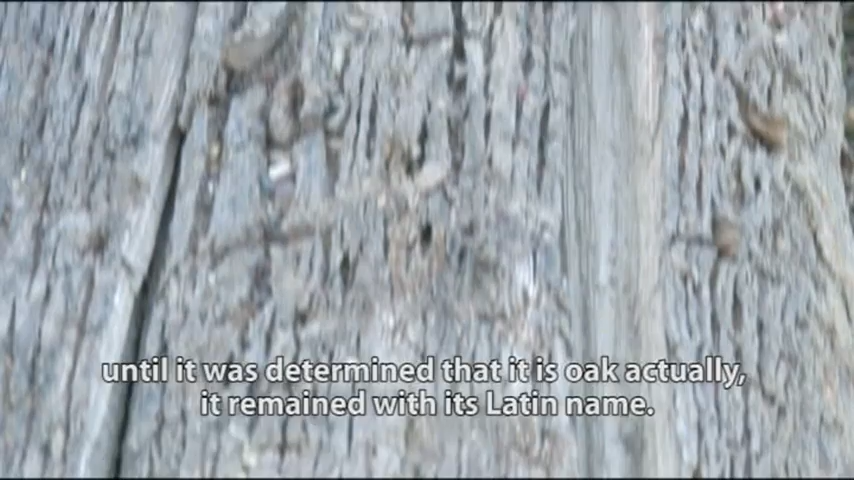 until it was determined that it is oak actually,
it remained with its Latin name.